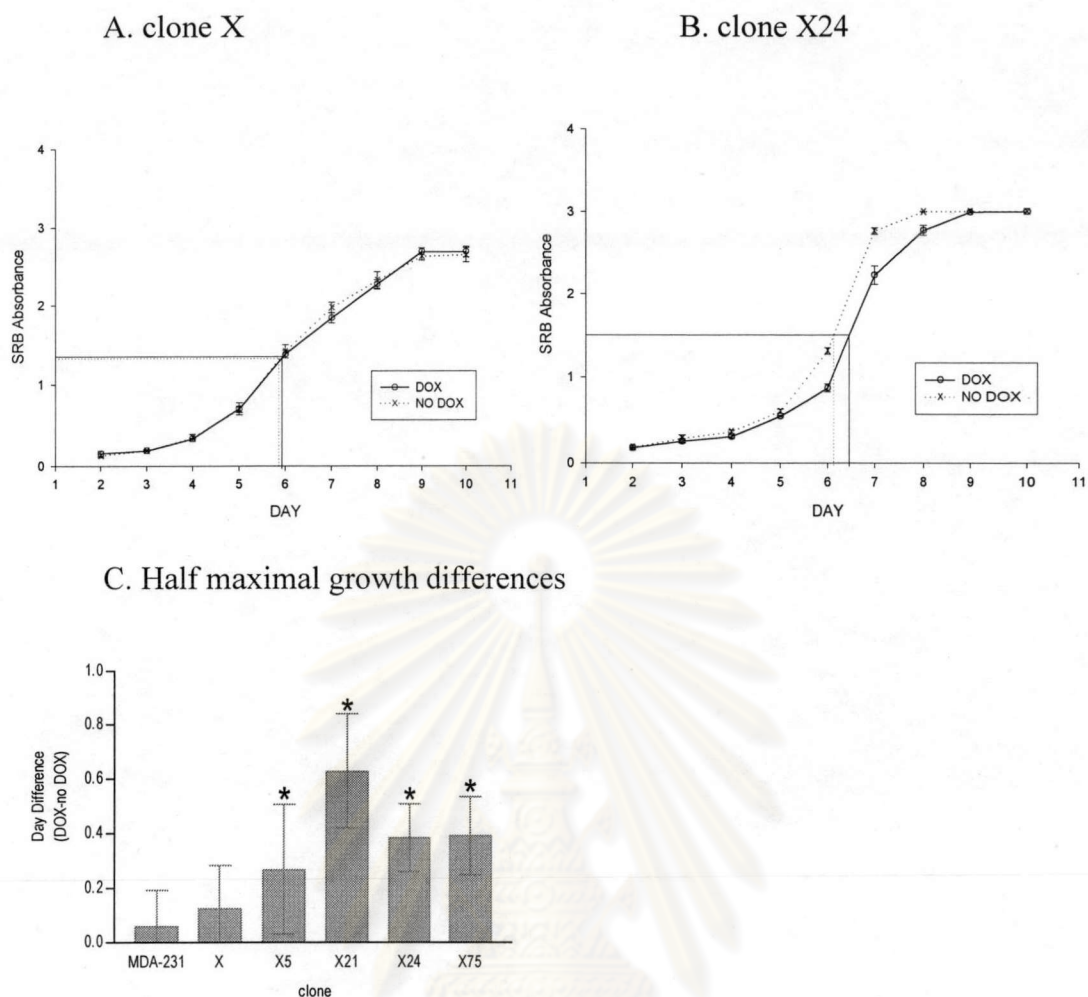 A. clone X
B. clone X24
4
3
2
1
0
SRB Absorbance
1 2 3 4 5 6 7 8 9 10 11
DAY
DOX
NO DOX
4
3
2
1
0
SRB Absorbance
1 2 3 4 5 6 7 8 9 10 11
DAY
DOX
NO DOX
C. Half maximal growth differences
1.0
0.8
0.6
0.4
0.2
0.0
Day Difference
(DOX-no DOX)
* * * *
MDA-231 X X5 X21 X24 X75
clone